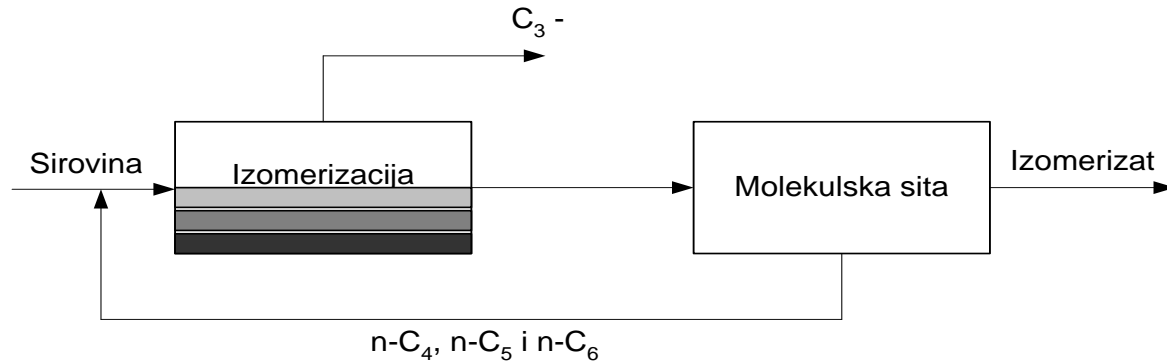 C₃ -
Sirovina
Izomerizacija
Molekulska sita
Izomerizat
n-C₄, n-C₅ i n-C₆